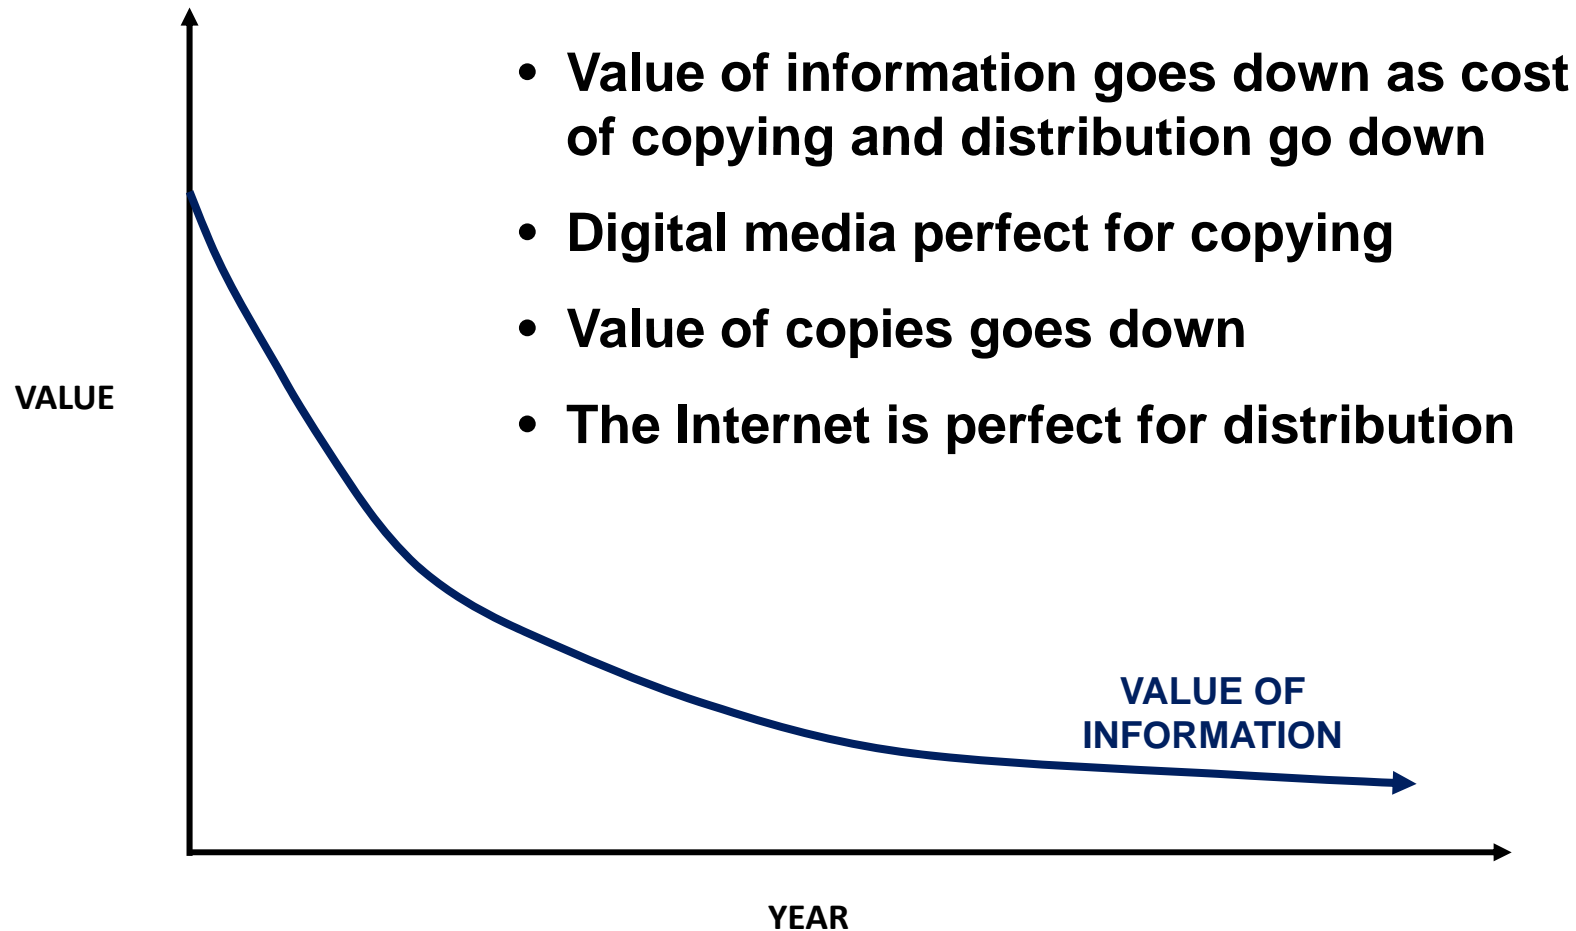 • Value of information goes down as cost
of copying and distribution go down
• Digital media perfect for copying
• Value of copies goes down
• The Internet is perfect for distribution
VALUE
VALUE OF
INFORMATION
YEAR